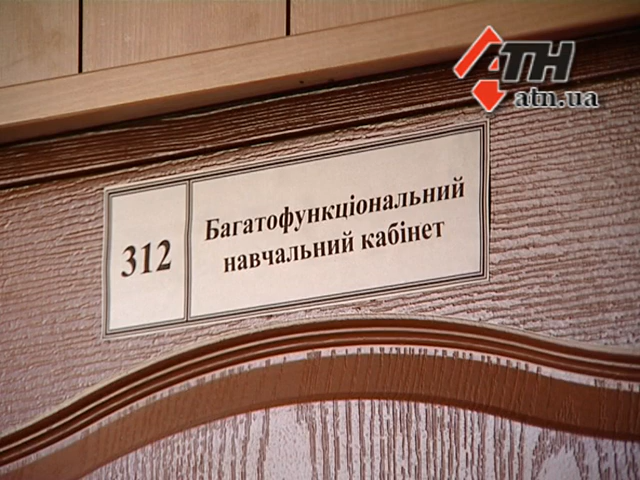 АТН
atn.ua
312
Багатофункціональний
навчальний кабінет